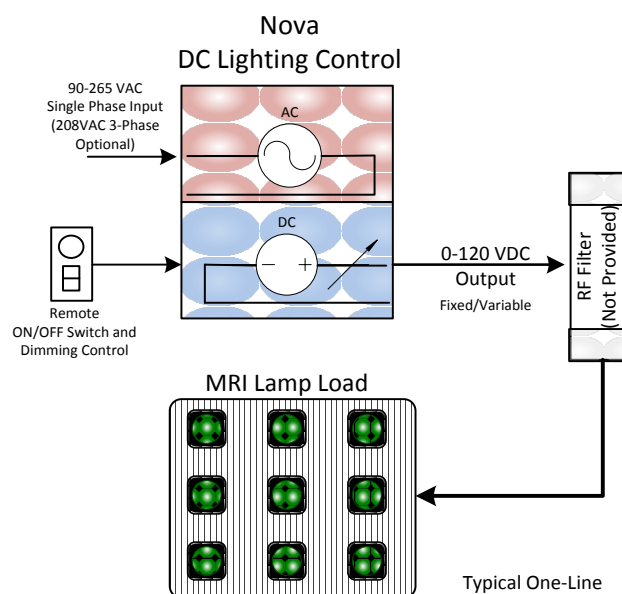 Nova
DC Lighting Control
90-265 VAC
Single Phase Input
(208VAC 3-Phase
Optional)
AC
DC
− +
Remote
ON/OFF Switch and
Dimming Control
0-120 VDC
Output
Fixed/Variable
RF Filter
(Not Provided)
MRI Lamp Load
Typical One-Line